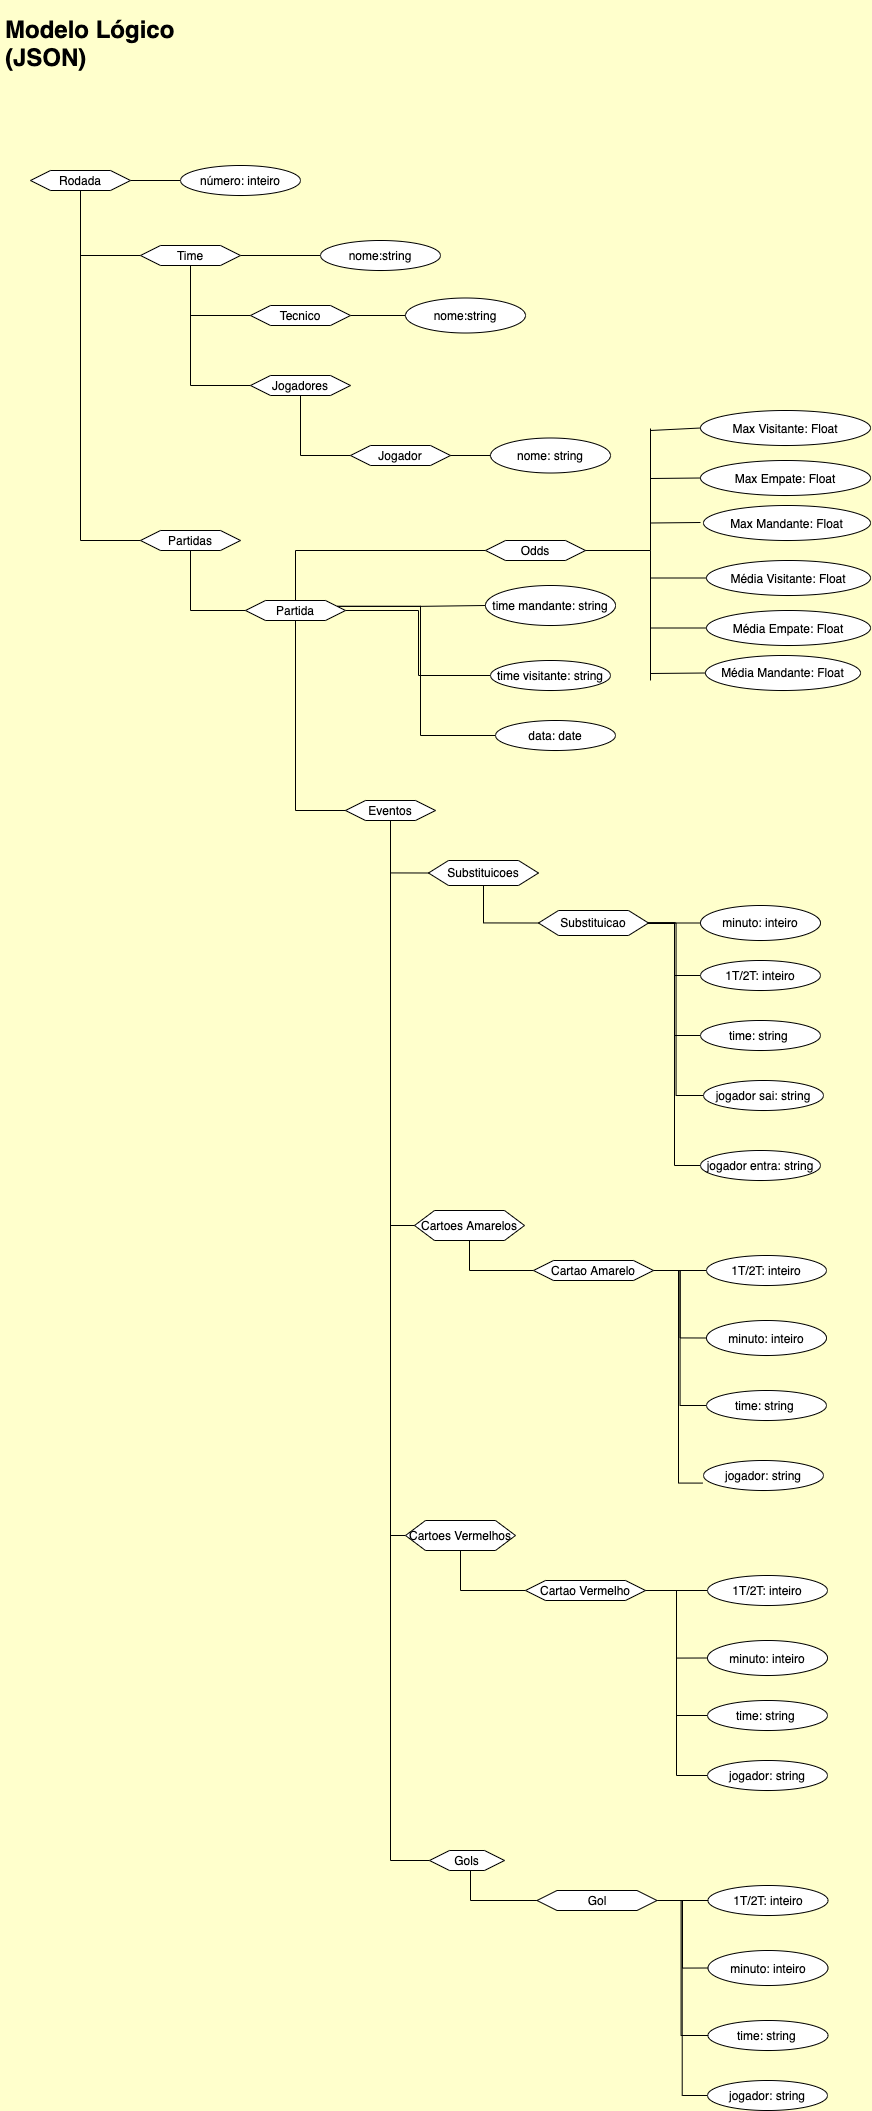 Modelo Lógico
(JSON)
Rodada
número: inteiro
Time
nome:string
Tecnico
nome:string
Jogadores
Jogador
nome: string
Max Visitante: Float
Max Empate: Float
Max Mandante: Float
Partidas
Odds
Média Visitante: Float
Partida
time mandante: string
Média Empate: Float
time visitante: string
Média Mandante: Float
data: date
Eventos
Substituicoes
Substituicao
minuto: inteiro
1T/2T: inteiro
time: string
jogador sai: string
jogador entra: string
Cartoes Amarelos
Cartao Amarelo
1T/2T: inteiro
minuto: inteiro
time: string
jogador: string
Cartoes Vermelhos
Cartao Vermelho
1T/2T: inteiro
minuto: inteiro
time: string
jogador: string
Gols
Gol
1T/2T: inteiro
minuto: inteiro
time: string
jogador: string